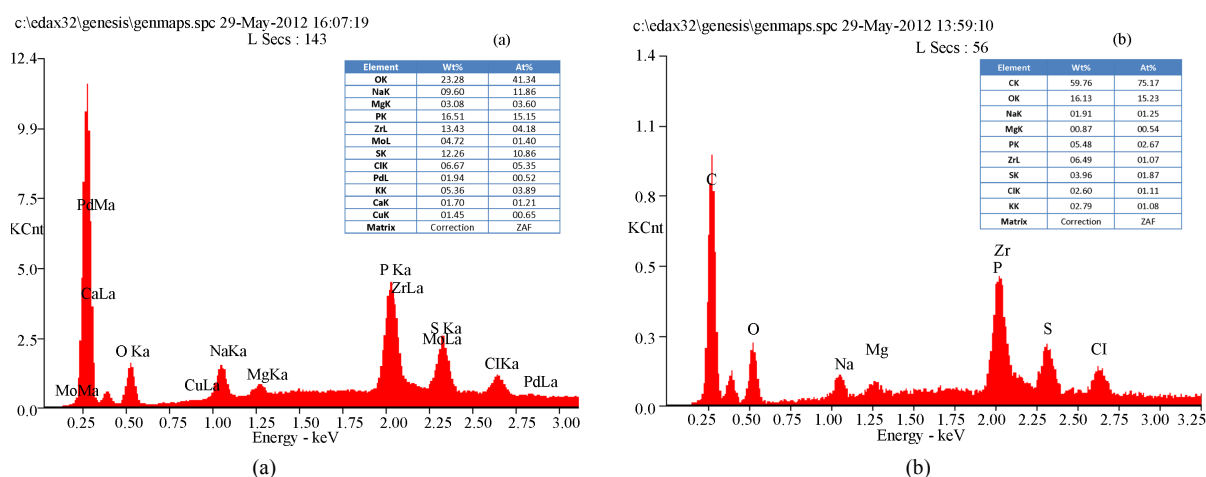 c:\edax32\genesis\genmaps.spc 29-May-2012 16:07:19
L Secs : 143
(a)
12.4
9.9
7.5
KCnt
5.0
2.5
0.0
PdMa
CaLa
MoMa
O Ka
CuLa
NaKa
MgKa
P Ka
ZrLa
S Ka
MoLa
ClKa
PdLa
Element Wt% At%
OK 23.28 41.34
NaK 09.60 11.86
MgK 03.08 03.60
PK 16.51 15.15
ZrL 13.43 04.18
MoL 04.72 01.40
SK 12.26 10.86
ClK 06.67 05.35
PdL 01.94 00.52
KK 05.36 03.89
CaK 01.70 01.21
CuK 01.45 00.65
Matrix Correction ZAF
0.25 0.50 0.75 1.00 1.25 1.50 1.75 2.00 2.25 2.50 2.75 3.00
Energy - keV
(a)
c:\edax32\genesis\genmaps.spc 29-May-2012 13:59:10
L Secs : 56
(b)
1.4
1.1
0.8
KCnt
0.5
0.3
0.0
C
O
Na
Mg
Zr
P
S
Cl
Element Wt% At%
CK 59.76 75.17
OK 16.13 15.23
NaK 01.91 01.25
MgK 00.87 00.54
PK 05.48 02.67
ZrL 06.49 01.07
SK 03.96 01.87
ClK 02.60 01.11
KK 02.79 01.08
Matrix Correction ZAF
0.25 0.50 0.75 1.00 1.25 1.50 1.75 2.00 2.25 2.50 2.75 3.00 3.25
Energy - keV
(b)